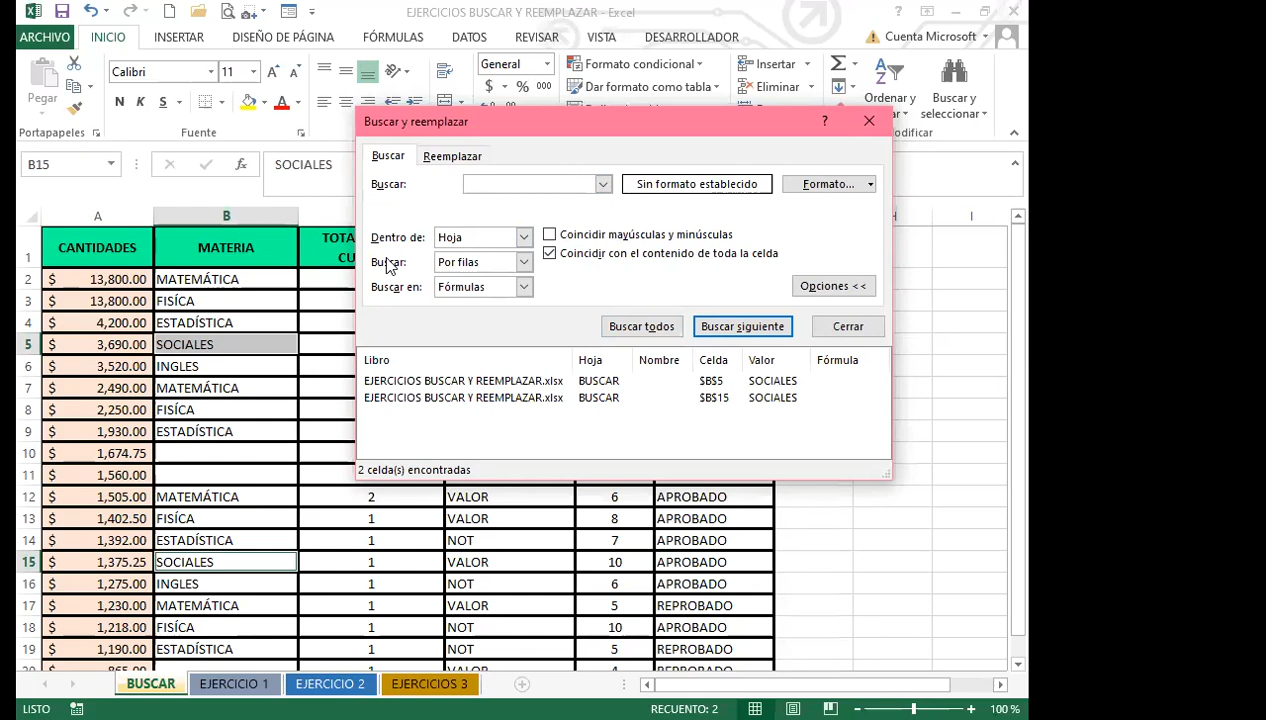 EJERCICIOS BUSCAR Y REEMPLAZAR - Excel
ARCHIVO INICIO INSERTAR DISEÑO DE PÁGINA FÓRMULAS DATOS REVISAR VISTA DESARROLLADOR Cuenta Microsoft
Calibri 11 General Formato condicional Insertar
Pegar N K S $ % 000 Dar formato como tabla Eliminar Ordenar y Buscar y
seleccionar
Portapapeles Fuente
B15 SOCIALES
Buscar y reemplazar ?
Buscar Reemplazar
Buscar: Sin formato establecido Formato...
Dentro de: Hoja Coincidir mayúsculas y minúsculas
Buscar: Por filas Coincidir con el contenido de toda la celda
Buscar en: Fórmulas Opciones <<
Buscar todos Buscar siguiente Cerrar
Libro Hoja Nombre Celda Valor Fórmula
EJERCICIOS BUSCAR Y REEMPLAZAR.xlsx BUSCAR $B$5 SOCIALES
EJERCICIOS BUSCAR Y REEMPLAZAR.xlsx BUSCAR $B$15 SOCIALES
2 celda(s) encontradas
A B I
1 CANTIDADES MATERIA
2 $ 13,800.00 MATEMÁTICA
3 $ 13,800.00 FISÍCA
4 $ 4,200.00 ESTADÍSTICA
5 $ 3,690.00 SOCIALES
6 $ 3,520.00 INGLES
7 $ 2,490.00 MATEMÁTICA
8 $ 2,250.00 FISÍCA
9 $ 1,930.00 ESTADÍSTICA
10 $ 1,674.75
11 $ 1,560.00
12 $ 1,505.00 MATEMÁTICA 2 VALOR 6 APROBADO
13 $ 1,402.50 FISÍCA 1 VALOR 8 APROBADO
14 $ 1,392.00 ESTADÍSTICA 1 NOT 7 APROBADO
15 $ 1,375.25 SOCIALES 1 VALOR 10 APROBADO
16 $ 1,275.00 INGLES 1 NOT 6 APROBADO
17 $ 1,230.00 MATEMÁTICA 1 VALOR 5 REPROBADO
18 $ 1,218.00 FISÍCA 1 NOT 10 APROBADO
19 $ 1,190.00 ESTADÍSTICA 1 NOT 5 REPROBADO
BUSCAR EJERCICIO 1 EJERCICIO 2 EJERCICIOS 3
LISTO RECUENTO: 2 100 %